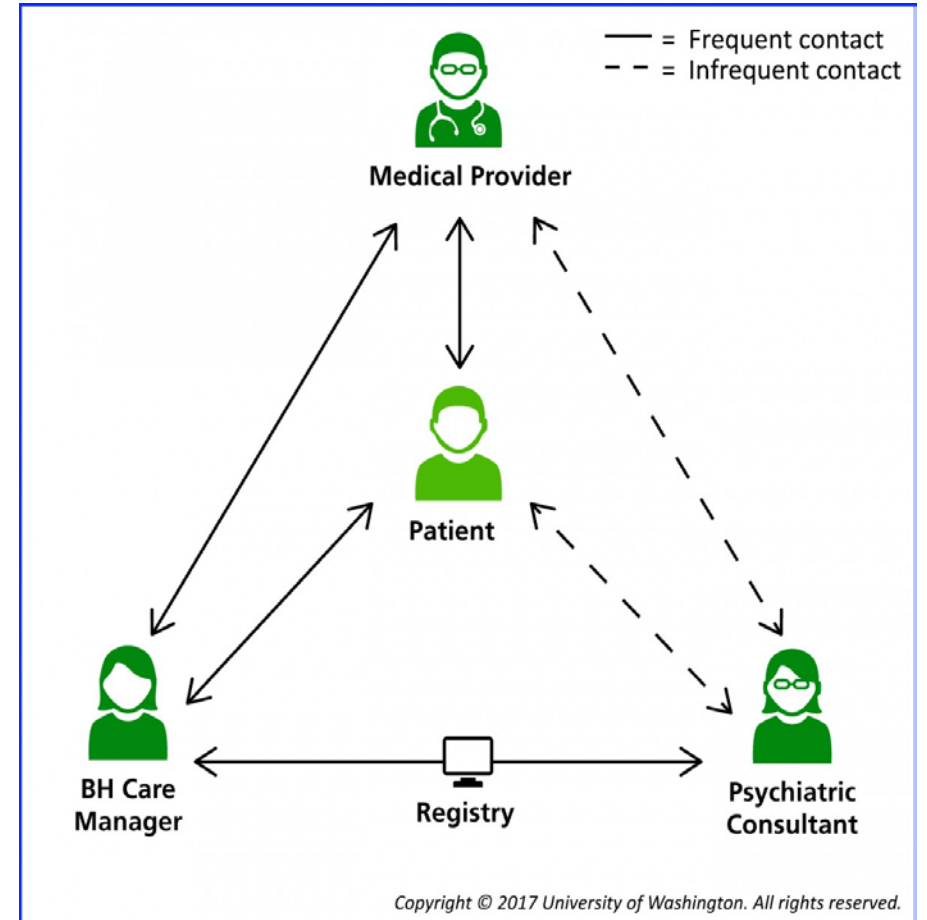 = Frequent contact
= Infrequent contact
Medical Provider
Patient
BH Care
Manager
Registry
Psychiatric
Consultant
Copyright © 2017 University of Washington. All rights reserved.